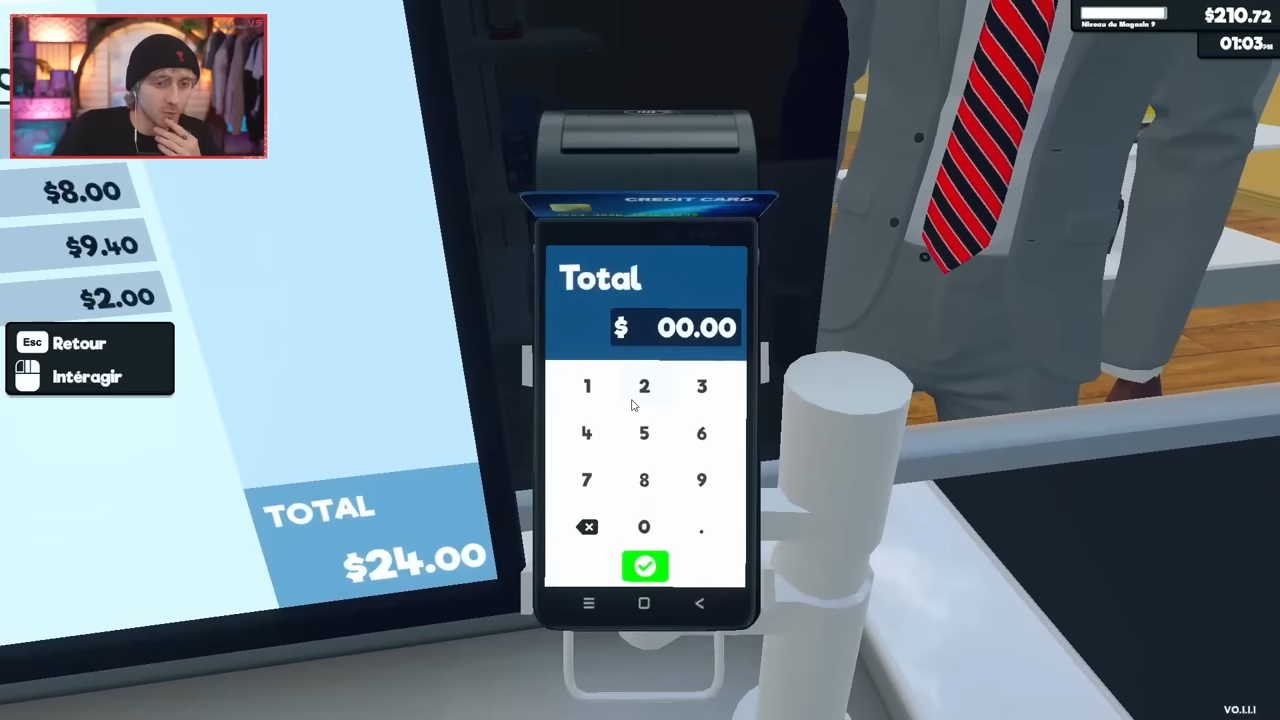 $210.72
Niveau du Magasin 9
01:03PM
$8.00
$9.40
$2.00
Esc Retour
Intéragir
CREDIT CARD
Total
$ 00.00
1 2 3
4 5 6
7 8 9
0 .
TOTAL
$24.00
V0.1.1.1